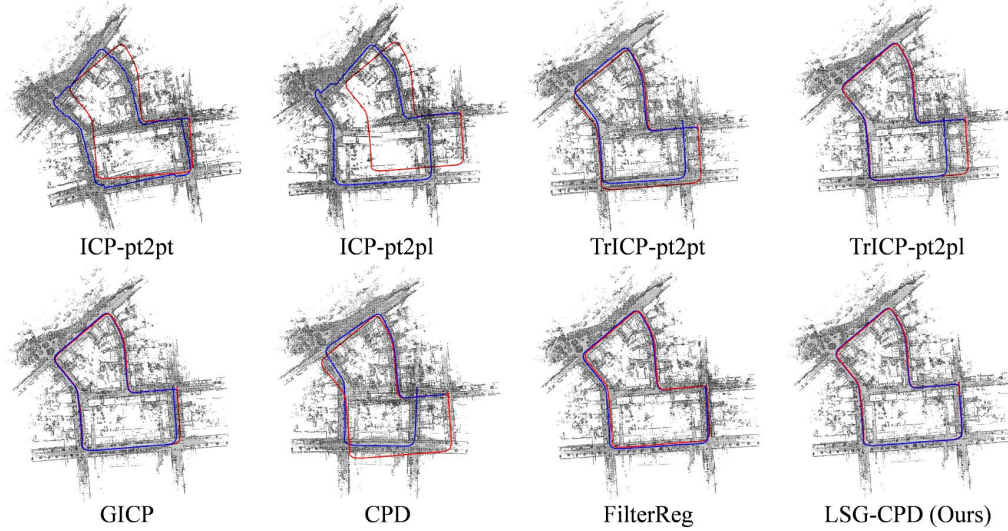 ICP-pt2pt
ICP-pt2pl
TrICP-pt2pt
TrICP-pt2pl
GICP
CPD
FilterReg
LSG-CPD (Ours)